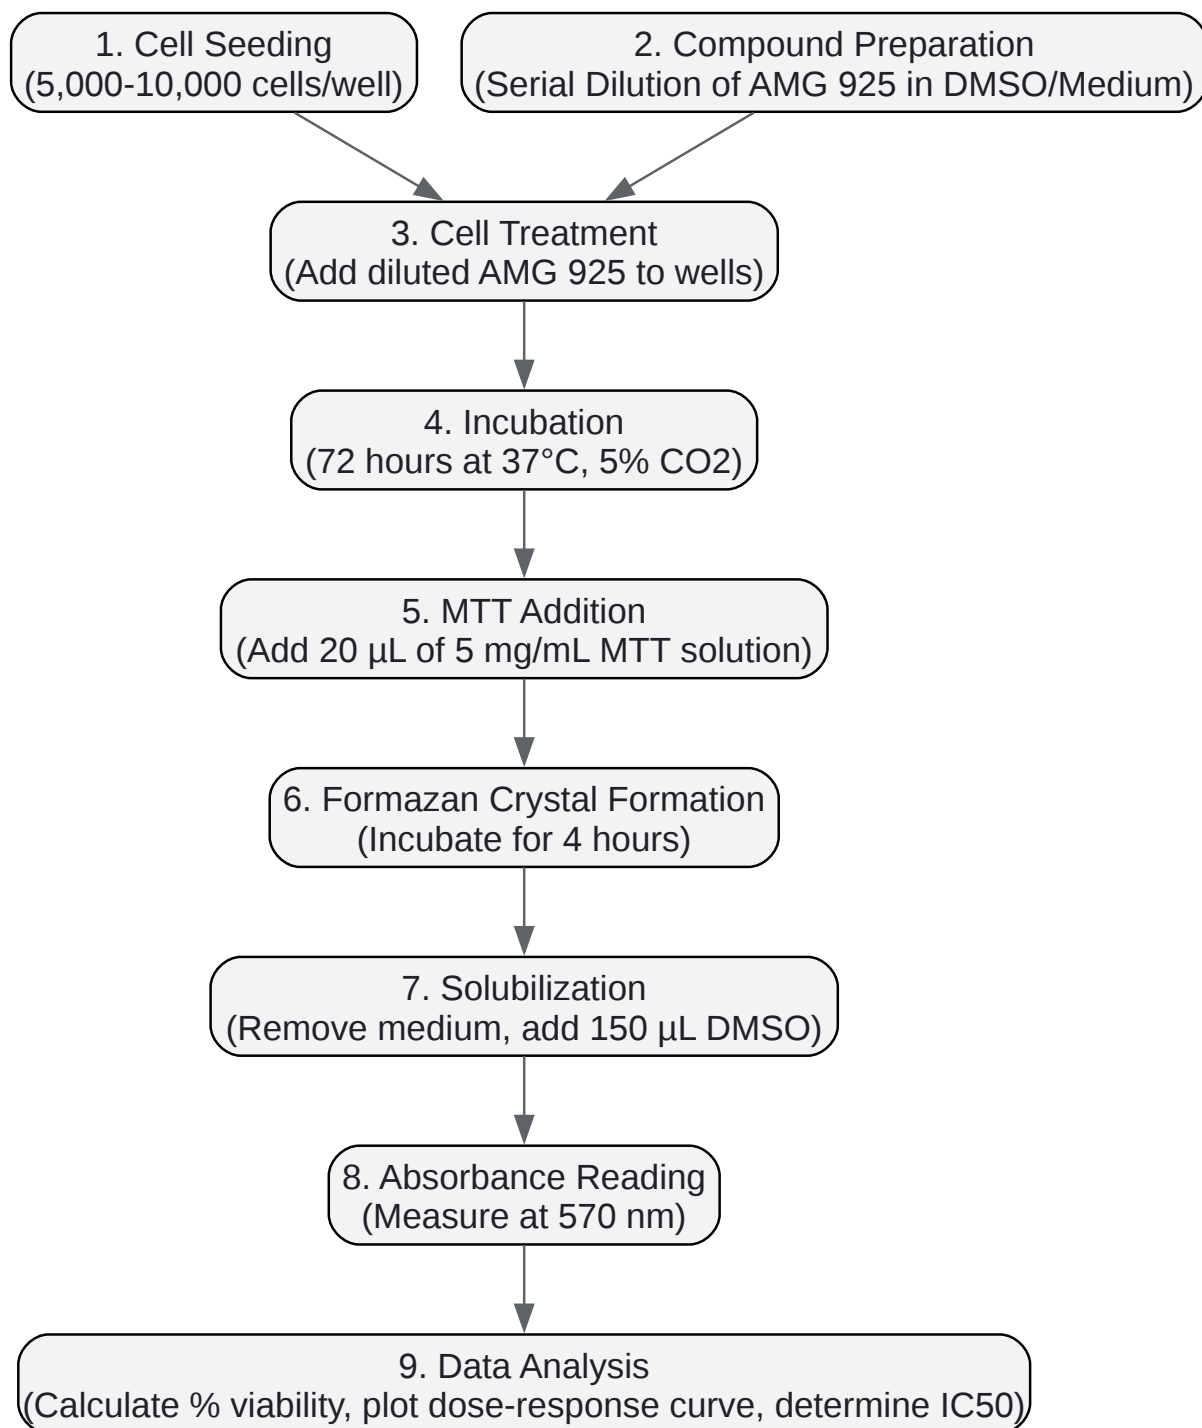 1. Cell Seeding
(5,000-10,000 cells/well)
2. Compound Preparation
(Serial Dilution of AMG 925 in DMSO/Medium)
3. Cell Treatment
(Add diluted AMG 925 to wells)
4. Incubation
(72 hours at 37°C, 5% CO2)
5. MTT Addition
(Add 20 µL of 5 mg/mL MTT solution)
6. Formazan Crystal Formation
(Incubate for 4 hours)
7. Solubilization
(Remove medium, add 150 µL DMSO)
8. Absorbance Reading
(Measure at 570 nm)
9. Data Analysis
(Calculate % viability, plot dose-response curve, determine IC50)